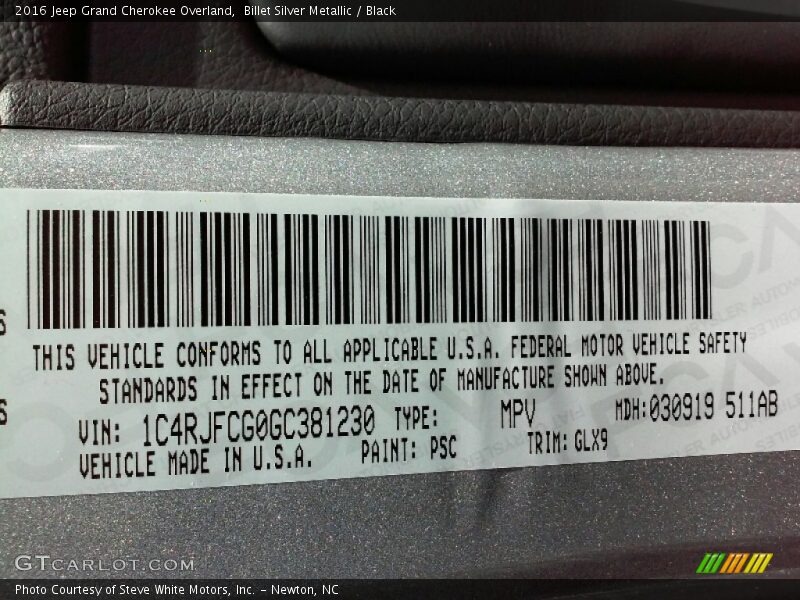 2016 Jeep Grand Cherokee Overland,  Billet Silver Metallic / Black
THIS VEHICLE CONFORMS TO ALL APPLICABLE U.S.A. FEDERAL MOTOR VEHICLE SAFETY
STANDARDS IN EFFECT ON THE DATE OF MANUFACTURE SHOWN ABOVE.
VIN: 1C4RJFCG0GC381230 TYPE: MPV MDH:030919 511AB
VEHICLE MADE IN U.S.A. PAINT: PSC TRIM: GLX9
GTCARLOT.COM
Photo Courtesy of Steve White Motors, Inc. – Newton, NC